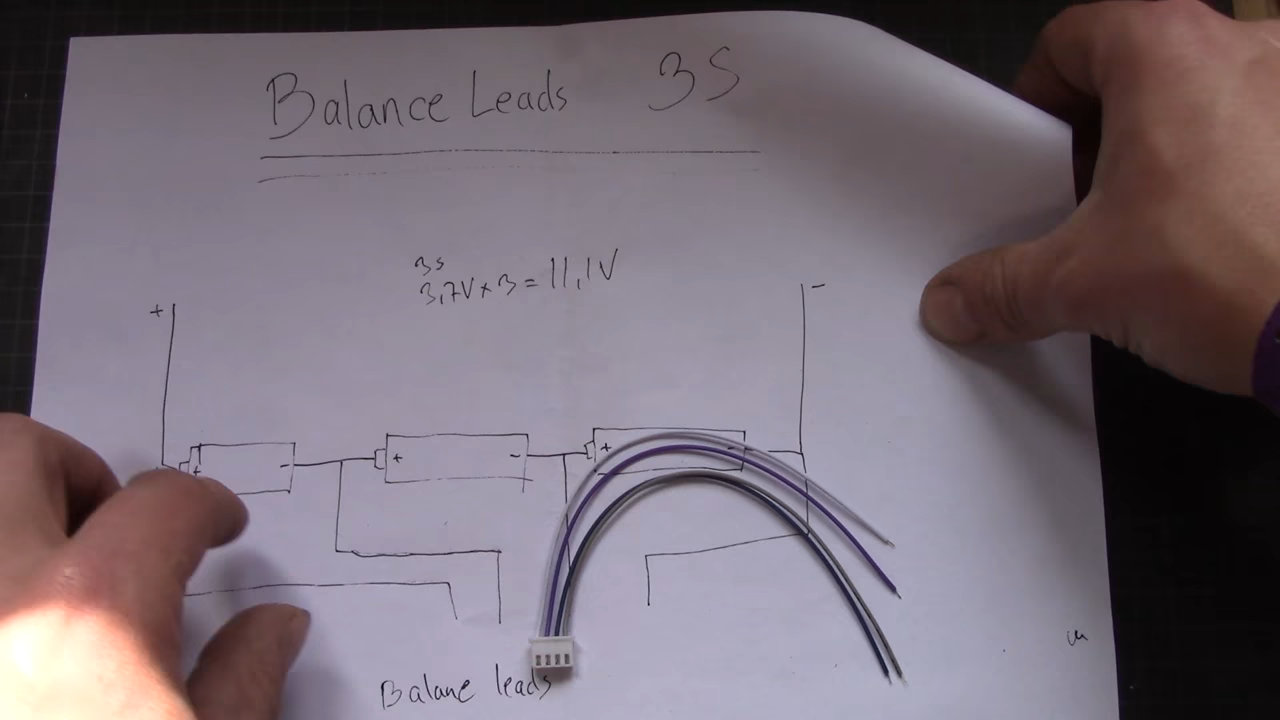 Balance Leads 3S
3s
3,7V x 3 = 11,1V
+ -
+ - + - + -
Balane leads